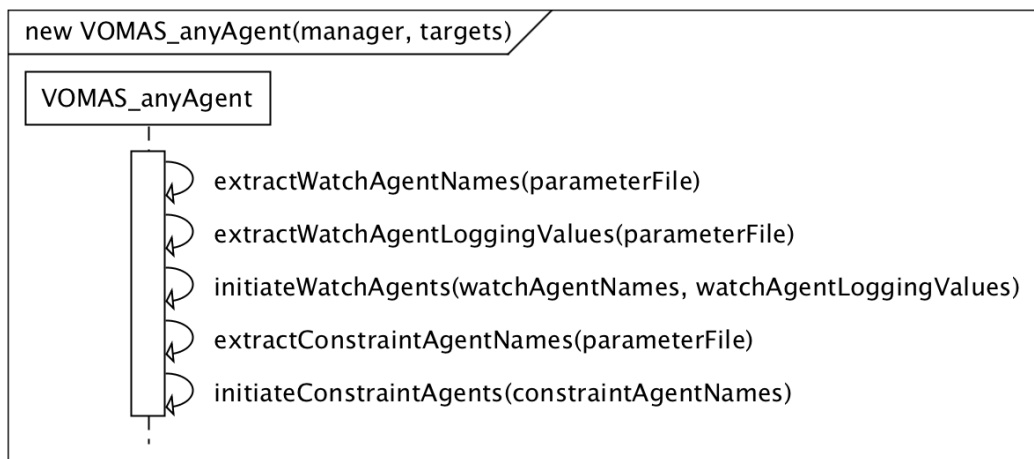 new VOMAS_anyAgent(manager, targets)
VOMAS_anyAgent
extractWatchAgentNames(parameterFile)
extractWatchAgentLoggingValues(parameterFile)
initiateWatchAgents(watchAgentNames, watchAgentLoggingValues)
extractConstraintAgentNames(parameterFile)
initiateConstraintAgents(constraintAgentNames)